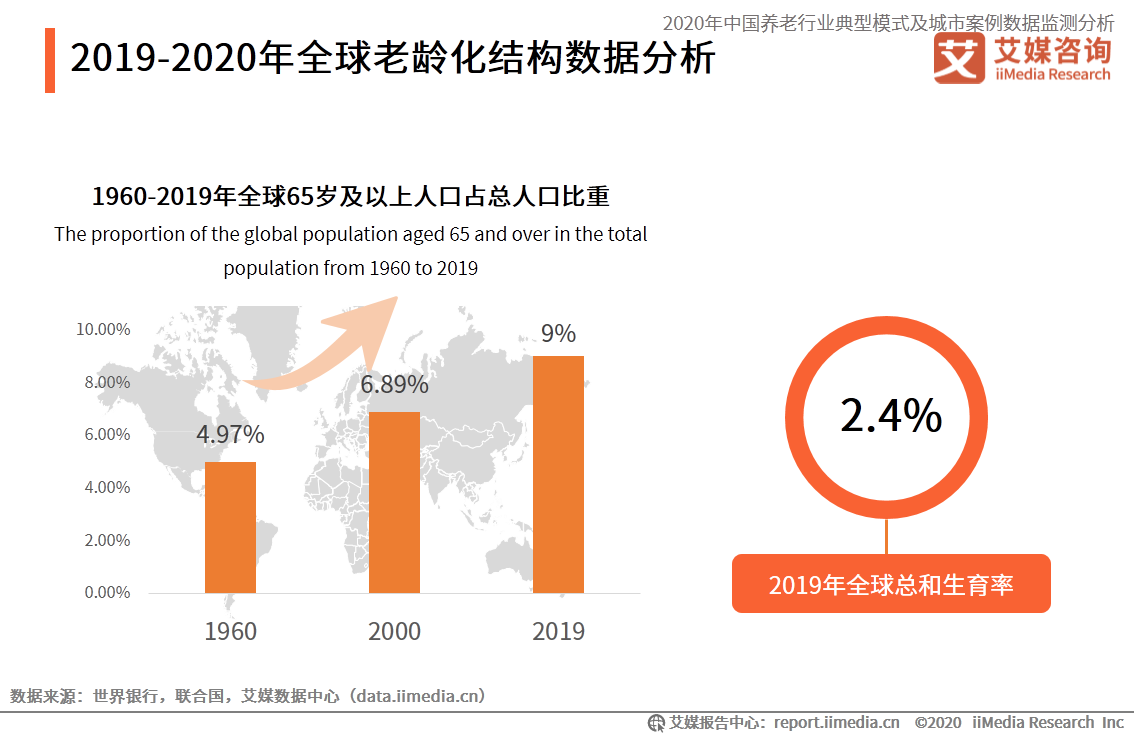 2020年中国养老行业典型模式及城市案例数据监测分析
2019-2020年全球老龄化结构数据分析
艾 艾媒咨询
iiMedia Research
1960-2019年全球65岁及以上人口占总人口比重
The proportion of the global population aged 65 and over in the total
population from 1960 to 2019
10.00%
8.00%
6.00%
4.00%
2.00%
0.00%
4.97%
6.89%
9%
1960
2000
2019
2.4%
2019年全球总和生育率
数据来源：世界银行，联合国，艾媒数据中心（data.iimedia.cn）
艾媒报告中心：report.iimedia.cn ©2020 iiMedia Research Inc